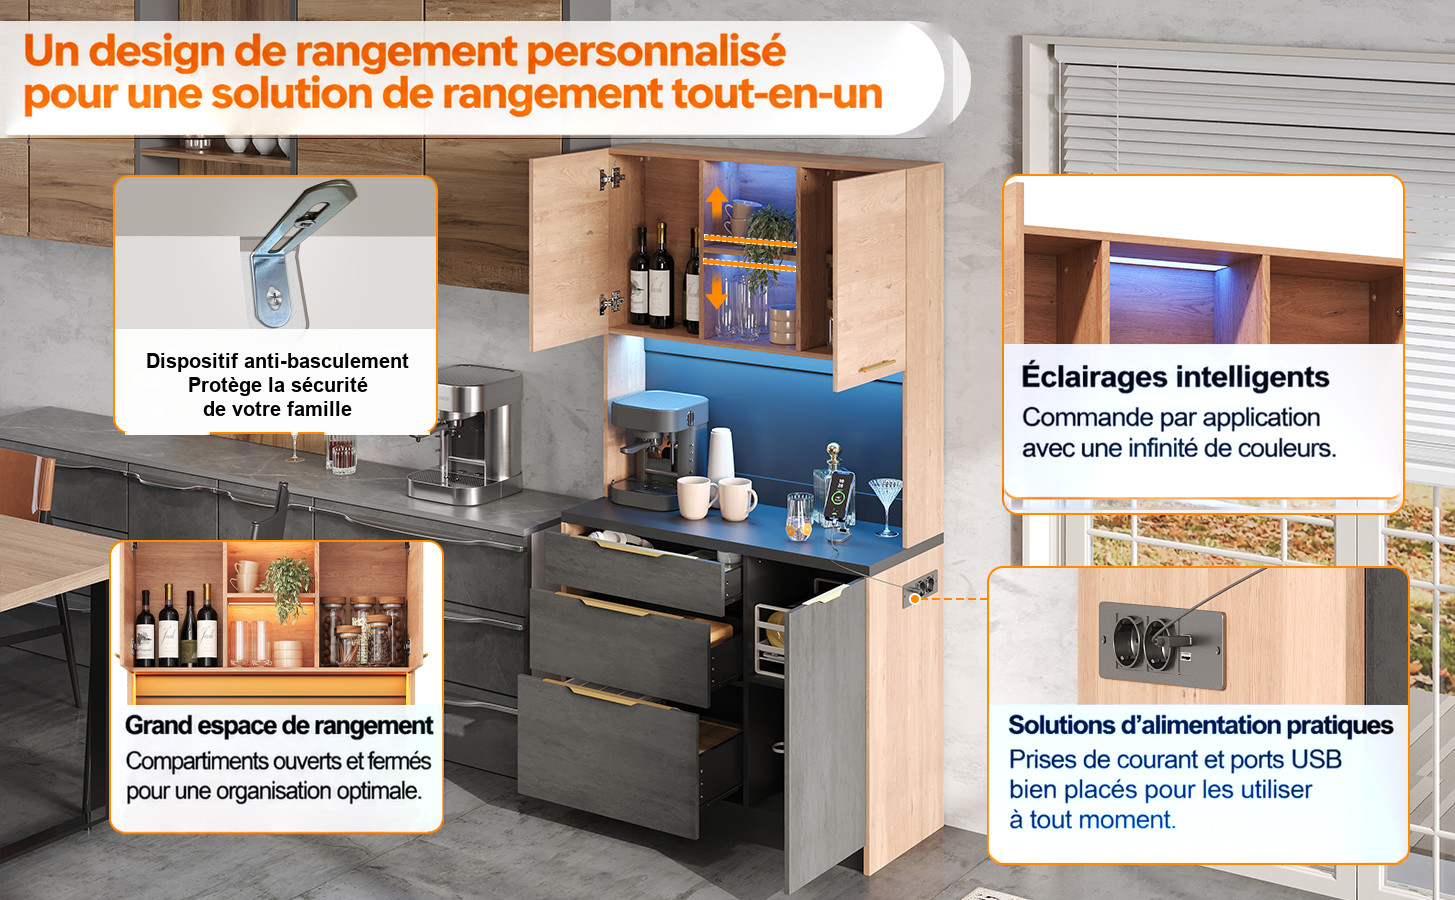 Un design de rangement personnalisé
pour une solution de rangement tout-en-un
Dispositif anti-basculement
Protège la sécurité
de votre famille
Éclairages intelligents
Commande par application
avec une infinité de couleurs.
Grand espace de rangement
Compartiments ouverts et fermés
pour une organisation optimale.
Solutions d’alimentation pratiques
Prises de courant et ports USB
bien placés pour les utiliser
à tout moment.